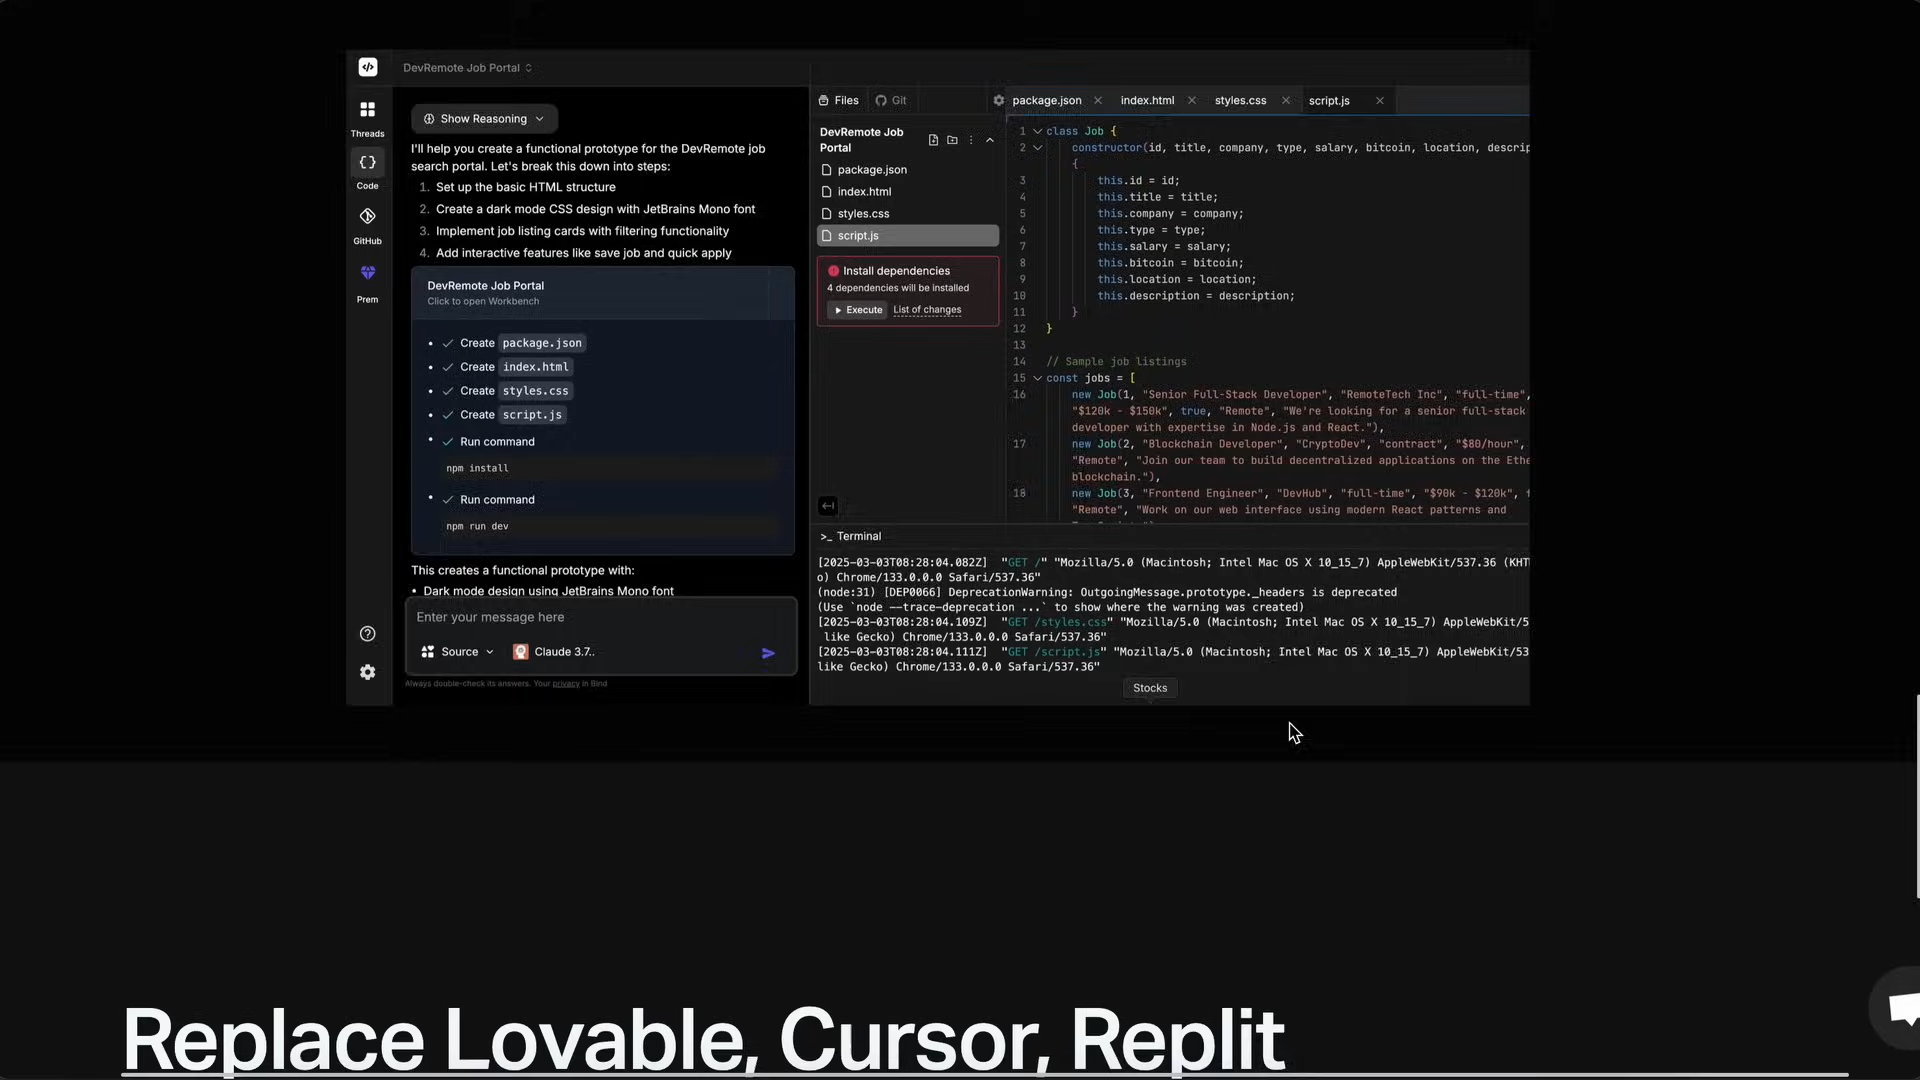 DevRemote Job Portal
Threads
Code
GitHub
Prem
Show Reasoning
I'll help you create a functional prototype for the DevRemote job
search portal. Let's break this down into steps:
1. Set up the basic HTML structure
2. Create a dark mode CSS design with JetBrains Mono font
3. Implement job listing cards with filtering functionality
4. Add interactive features like save job and quick apply
DevRemote Job Portal
Click to open Workbench
• ✓ Create package.json
• ✓ Create index.html
• ✓ Create styles.css
• ✓ Create script.js
• ✓ Run command
npm install
• ✓ Run command
npm run dev
This creates a functional prototype with:
• Dark mode design using JetBrains Mono font
Enter your message here
Source
Claude 3.7..
Always double-check its answers. Your privacy in Bind
Files
Git
DevRemote Job
Portal
package.json
index.html
styles.css
script.js
Install dependencies
4 dependencies will be installed
Execute List of changes
package.json × index.html × styles.css × script.js ×
1 class Job {
2 constructor(id, title, company, type, salary, bitcoin, location, descrip
{
3 this.id = id;
4 this.title = title;
5 this.company = company;
6 this.type = type;
7 this.salary = salary;
8 this.bitcoin = bitcoin;
9 this.location = location;
10 this.description = description;
11 }
12 }
13
14 // Sample job listings
15 const jobs = [
16 new Job(1, "Senior Full-Stack Developer", "RemoteTech Inc", "full-time",
"$120k - $150k", true, "Remote", "We're looking for a senior full-stack
developer with expertise in Node.js and React."),
17 new Job(2, "Blockchain Developer", "CryptoDev", "contract", "$80/hour",
"Remote", "Join our team to build decentralized applications on the Ethe
blockchain."),
18 new Job(3, "Frontend Engineer", "DevHub", "full-time", "$90k - $120k", f
"Remote", "Work on our web interface using modern React patterns and
>_ Terminal
[2025-03-03T08:28:04.082Z] "GET /" "Mozilla/5.0 (Macintosh; Intel Mac OS X 10_15_7) AppleWebKit/537.36 (KHT
o) Chrome/133.0.0.0 Safari/537.36"
(node:31) [DEP0066] DeprecationWarning: OutgoingMessage.prototype._headers is deprecated
(Use `node --trace-deprecation ...` to show where the warning was created)
[2025-03-03T08:28:04.109Z] "GET /styles.css" "Mozilla/5.0 (Macintosh; Intel Mac OS X 10_15_7) AppleWebKit/5
like Gecko) Chrome/133.0.0.0 Safari/537.36"
[2025-03-03T08:28:04.111Z] "GET /script.js" "Mozilla/5.0 (Macintosh; Intel Mac OS X 10_15_7) AppleWebKit/53
like Gecko) Chrome/133.0.0.0 Safari/537.36"
Stocks
Replace Lovable, Cursor, Replit